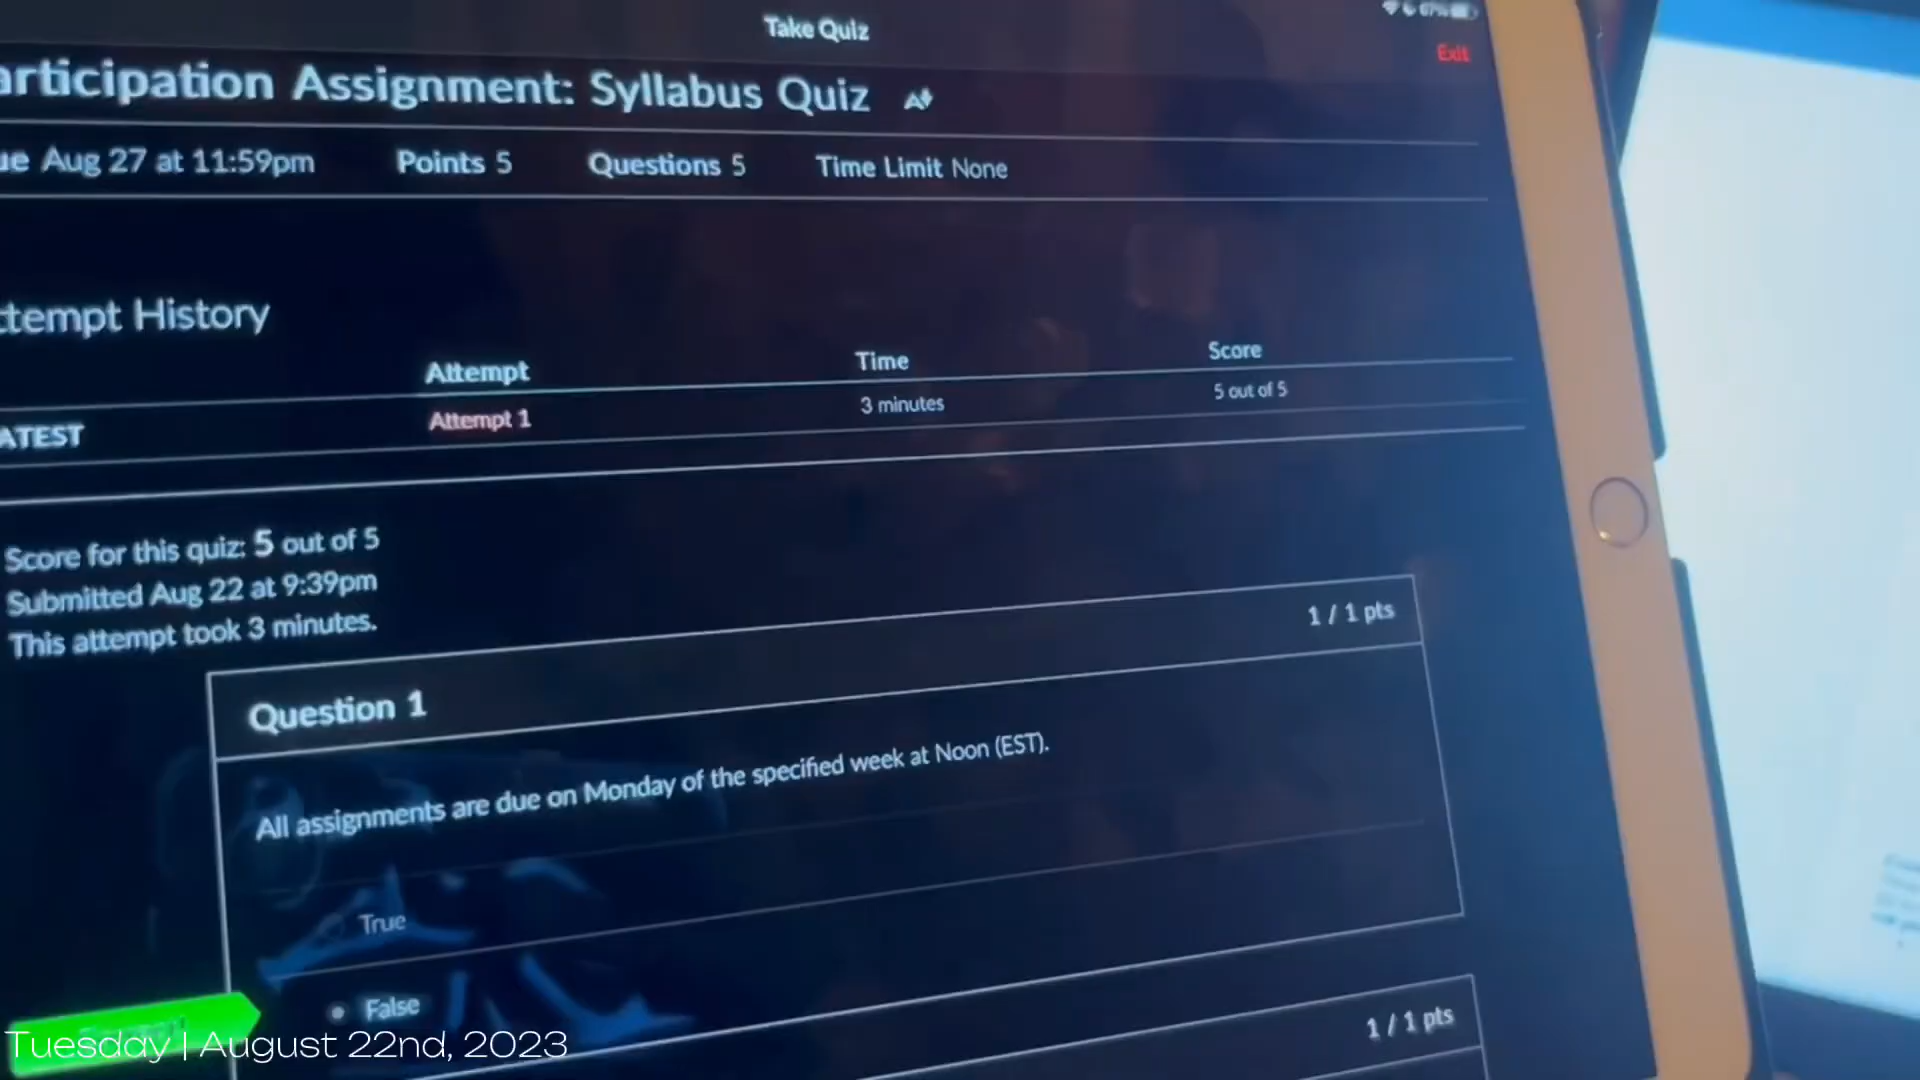 Take Quiz
67%
Exit
articipation Assignment: Syllabus Quiz
ue Aug 27 at 11:59pm Points 5 Questions 5 Time Limit None
ttempt History
Attempt Time Score
ATEST Attempt 1 3 minutes 5 out of 5
Score for this quiz: 5 out of 5
Submitted Aug 22 at 9:39pm
This attempt took 3 minutes.
Question 1 1 / 1 pts
All assignments are due on Monday of the specified week at Noon (EST).
True
False
1 / 1 pts
Tuesday | August 22nd, 2023